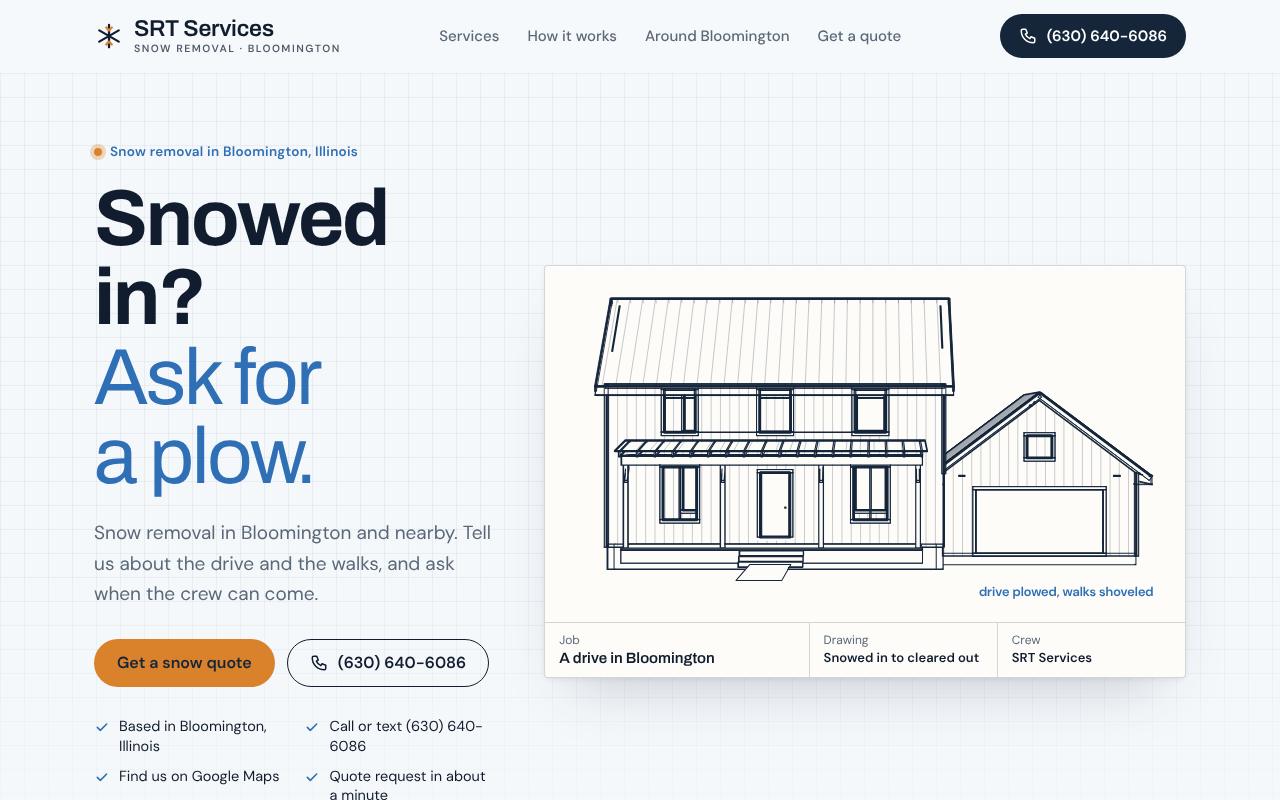 SRT Services
SNOW REMOVAL · BLOOMINGTON
Services
How it works
Around Bloomington
Get a quote
(630) 640-6086
Snow removal in Bloomington, Illinois
Snowed
in?
Ask for
a plow.
Snow removal in Bloomington and nearby. Tell
us about the drive and the walks, and ask
when the crew can come.
Get a snow quote
(630) 640-6086
Based in Bloomington,
Illinois
Call or text (630) 640-
6086
Find us on Google Maps
Quote request in about
a minute
drive plowed, walks shoveled
Job
A drive in Bloomington
Drawing
Snowed in to cleared out
Crew
SRT Services